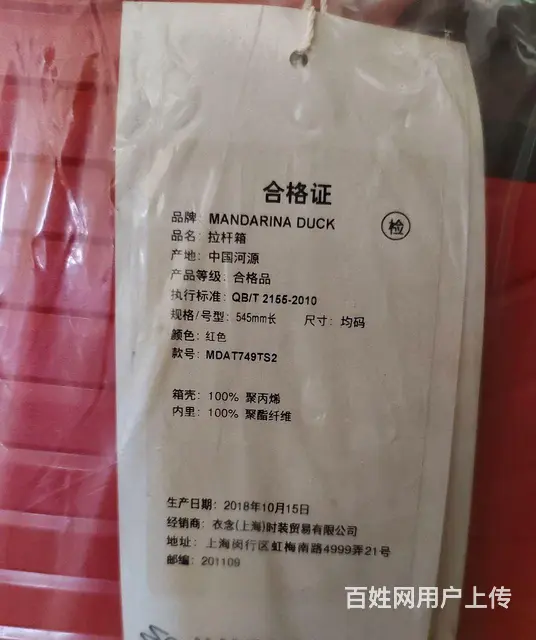 合格证
品牌: MANDARINA DUCK
检
品名: 拉杆箱
产地: 中国河源
产品等级: 合格品
执行标准: QB/T 2155-2010
规格/号型: 545mm长 尺寸: 均码
颜色: 红色
款号: MDAT749TS2
箱壳: 100% 聚丙烯
内里: 100% 聚酯纤维
生产日期: 2018年10月15日
经销商: 衣念(上海)时装贸易有限公司
地址: 上海闵行区虹梅南路4999弄21号
邮编: 201109
百姓网用户上传